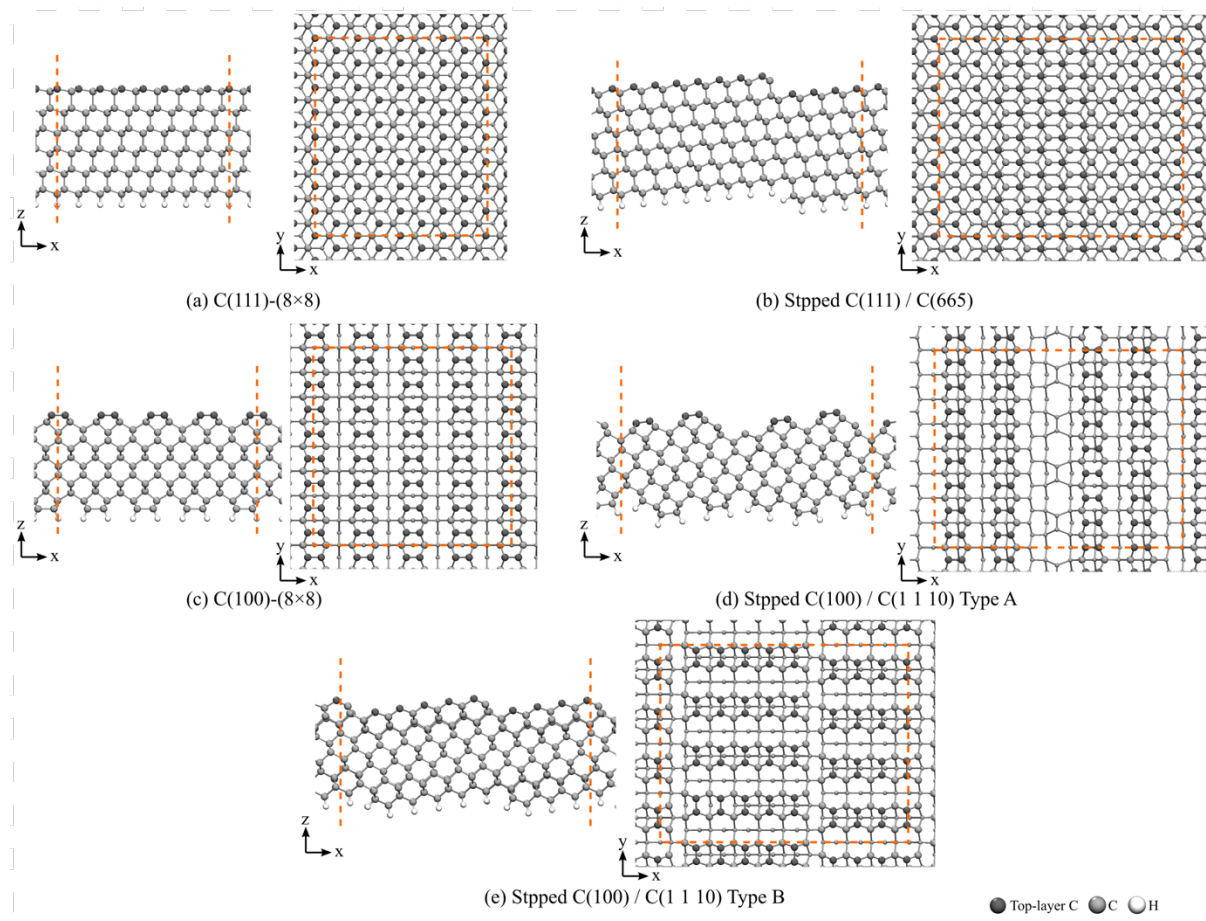 z
x
y
x
(a) C(111)-(8×8)
z
x
y
x
(b) Stpped C(111) / C(665)
z
x
y
x
(c) C(100)-(8×8)
z
x
y
x
(d) Stpped C(100) / C(1 1 10) Type A
z
x
y
x
(e) Stpped C(100) / C(1 1 10) Type B
Top-layer C C H